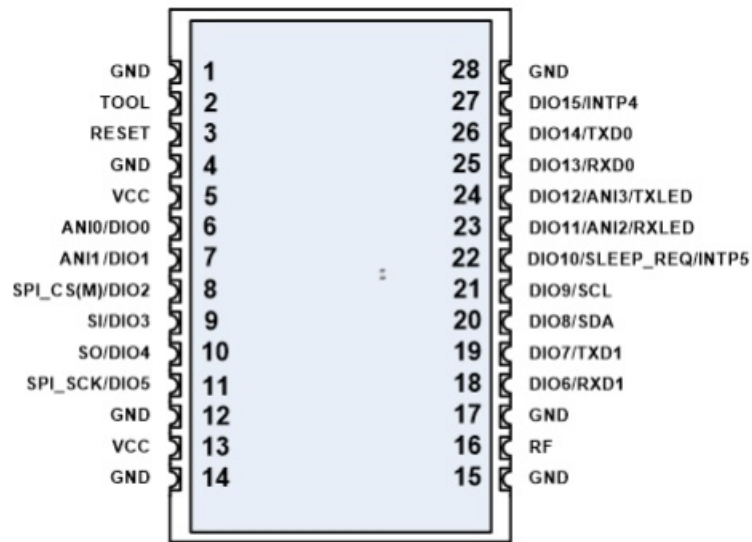 GND 1 28 GND
TOOL 2 27 DIO15/INTP4
RESET 3 26 DIO14/TXD0
GND 4 25 DIO13/RXD0
VCC 5 24 DIO12/ANI3/TXLED
ANI0/DIO0 6 23 DIO11/ANI2/RXLED
ANI1/DIO1 7 22 DIO10/SLEEP_REQ/INTP5
SPI_CS(M)/DIO2 8 21 DIO9/SCL
SI/DIO3 9 20 DIO8/SDA
SO/DIO4 10 19 DIO7/TXD1
SPI_SCK/DIO5 11 18 DIO6/RXD1
GND 12 17 GND
VCC 13 16 RF
GND 14 15 GND